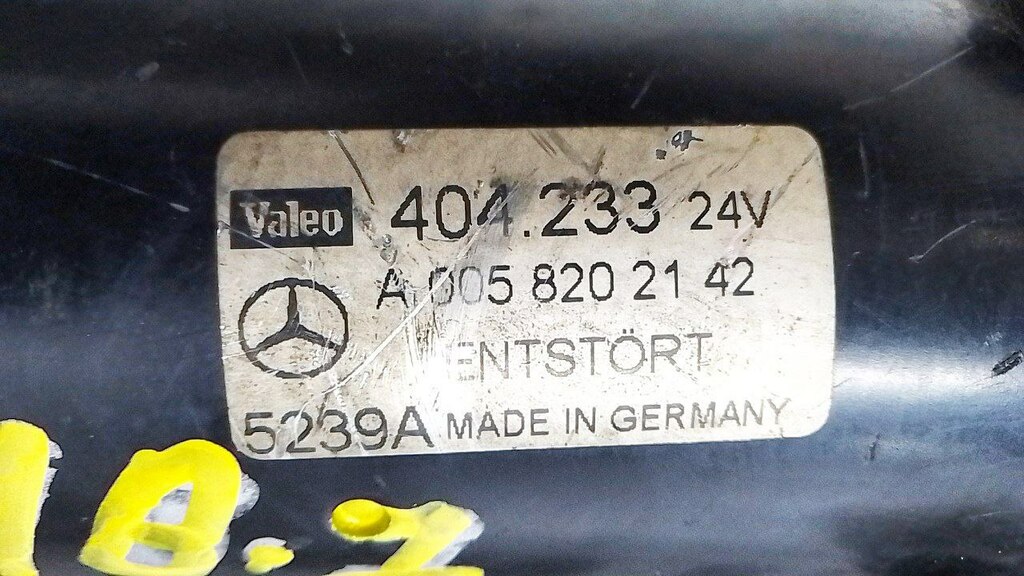 Valeo 404.233 24V
A 005 820 21 42
ENTSTÖRT
5239A MADE IN GERMANY